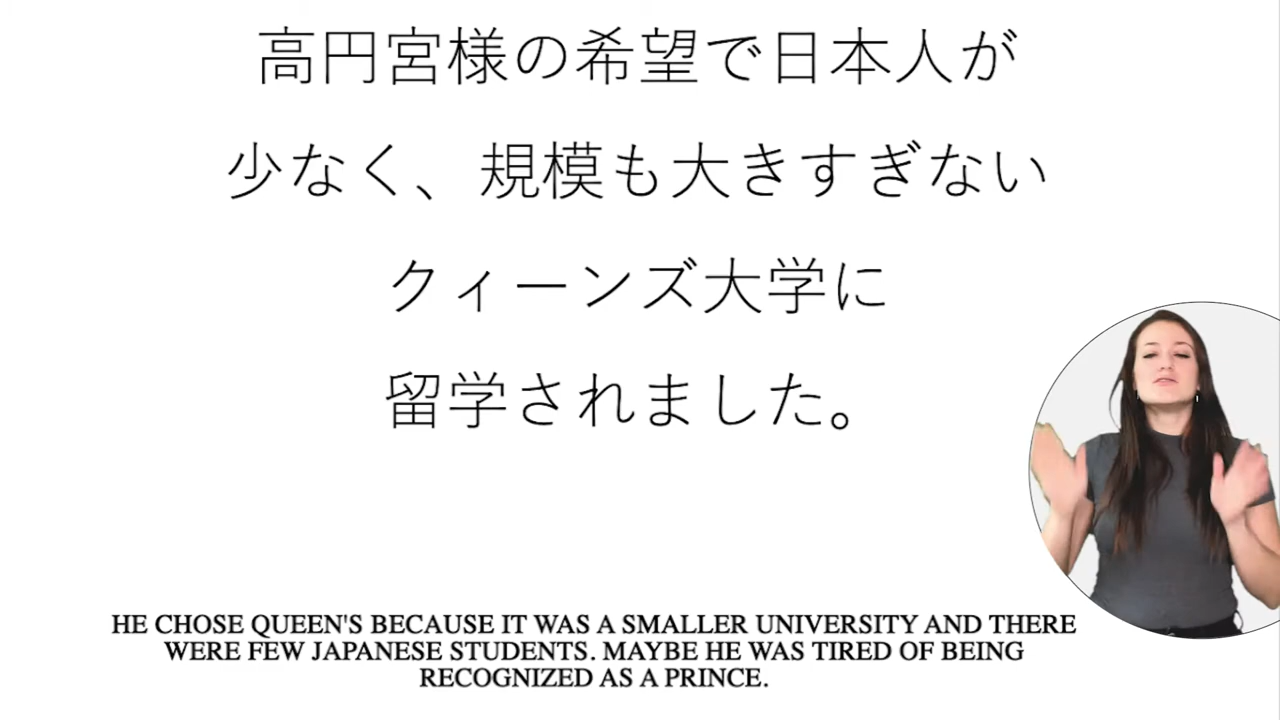 高円宮様の希望で日本人が
少なく、規模も大きすぎない
クィーンズ大学に
留学されました。
HE CHOSE QUEEN'S BECAUSE IT WAS A SMALLER UNIVERSITY AND THERE
WERE FEW JAPANESE STUDENTS. MAYBE HE WAS TIRED OF BEING
RECOGNIZED AS A PRINCE.